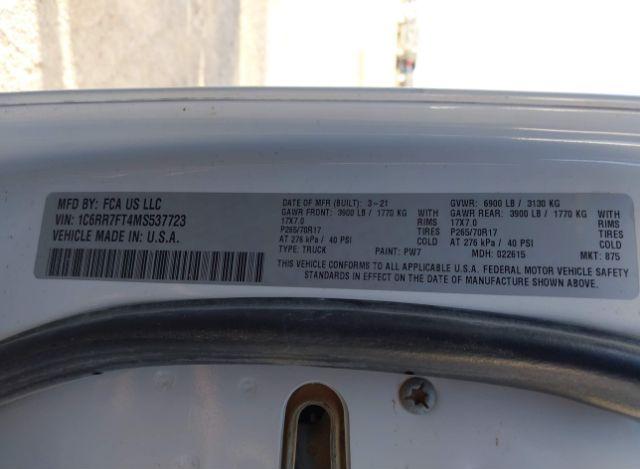 MFD BY: FCA US LLC
VIN: 1C6RR7FT4MS537723
VEHICLE MADE IN: U.S.A.
DATE OF MFR (BUILT): 3-21
GAWR FRONT: 3900 LB / 1770 KG WITH
17X7.0 RIMS
P265/70R17 TIRES
AT 276 kPa / 40 PSI COLD
TYPE: TRUCK PAINT: PW7
GVWR: 6900 LB / 3130 KG
GAWR REAR: 3900 LB / 1770 KG WITH
17X7.0 RIMS
P265/70R17 TIRES
AT 276 kPa / 40 PSI COLD
MDH: 022615 MKT: 875
THIS VEHICLE CONFORMS TO ALL APPLICABLE U.S.A. FEDERAL MOTOR VEHICLE SAFETY
STANDARDS IN EFFECT ON THE DATE OF MANUFACTURE SHOWN ABOVE.